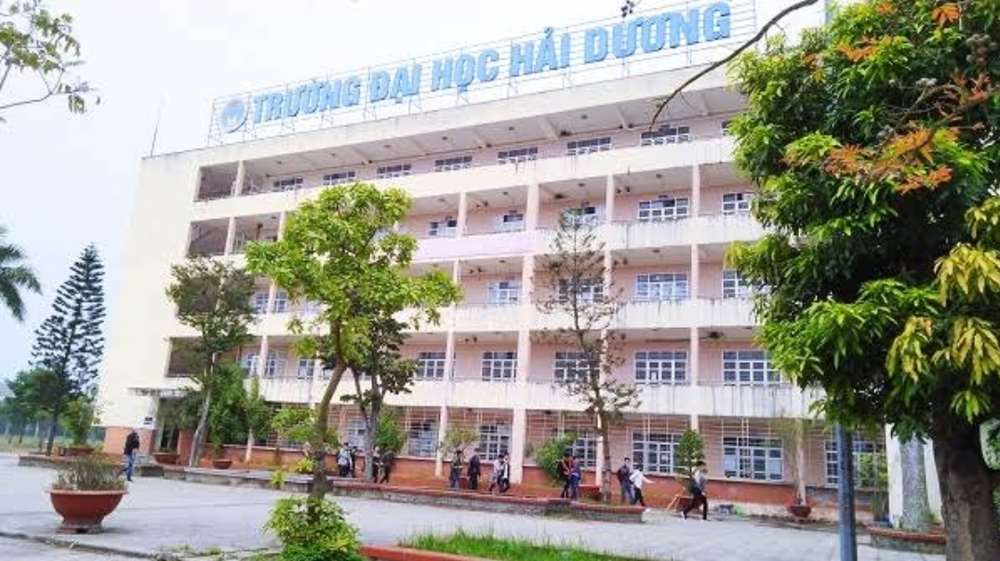 TRƯỜNG ĐẠI HỌC HẢI DƯƠNG